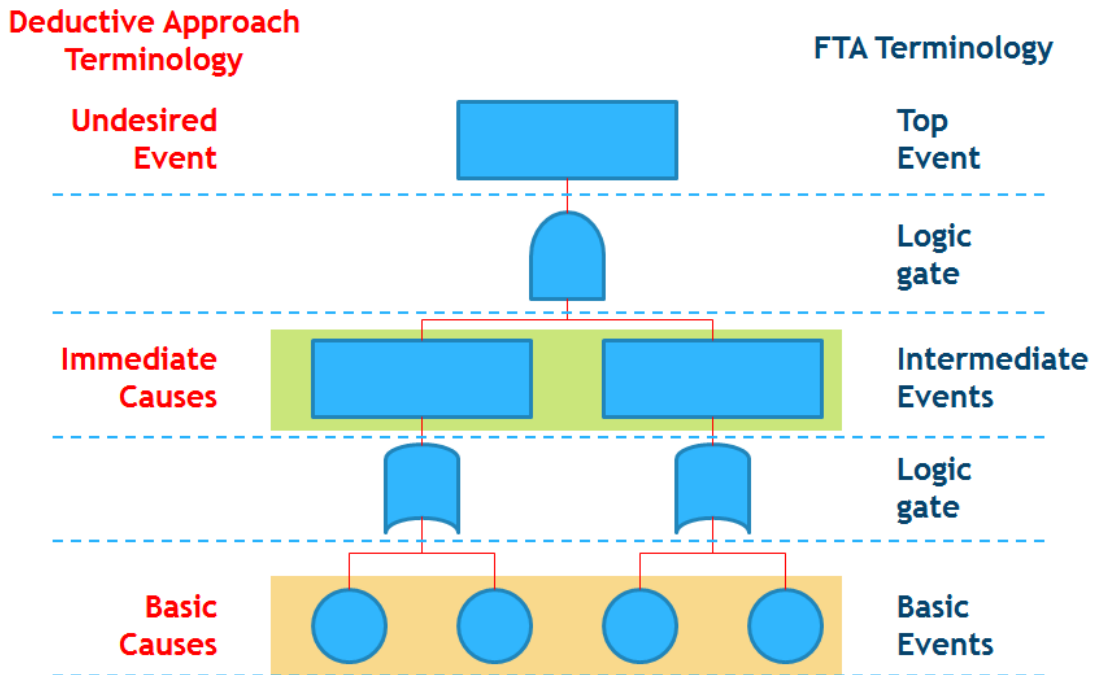 Deductive Approach
Terminology
FTA Terminology
Undesired
Event
Top
Event
Logic
gate
Immediate
Causes
Intermediate
Events
Logic
gate
Basic
Causes
Basic
Events